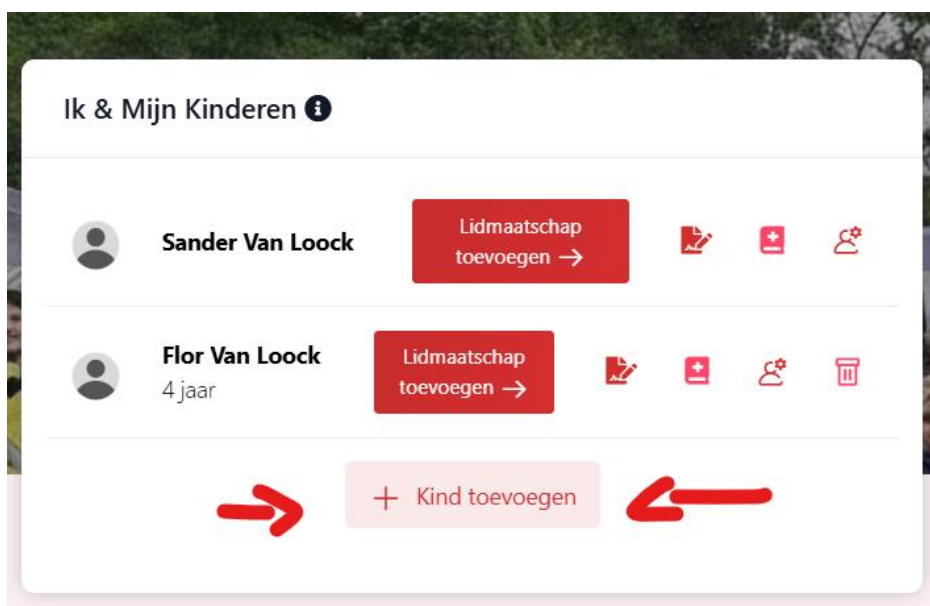 Ik & Mijn Kinderen
Sander Van Loock
Lidmaatschap
toevoegen →
Flor Van Loock
4 jaar
Lidmaatschap
toevoegen →
+ Kind toevoegen